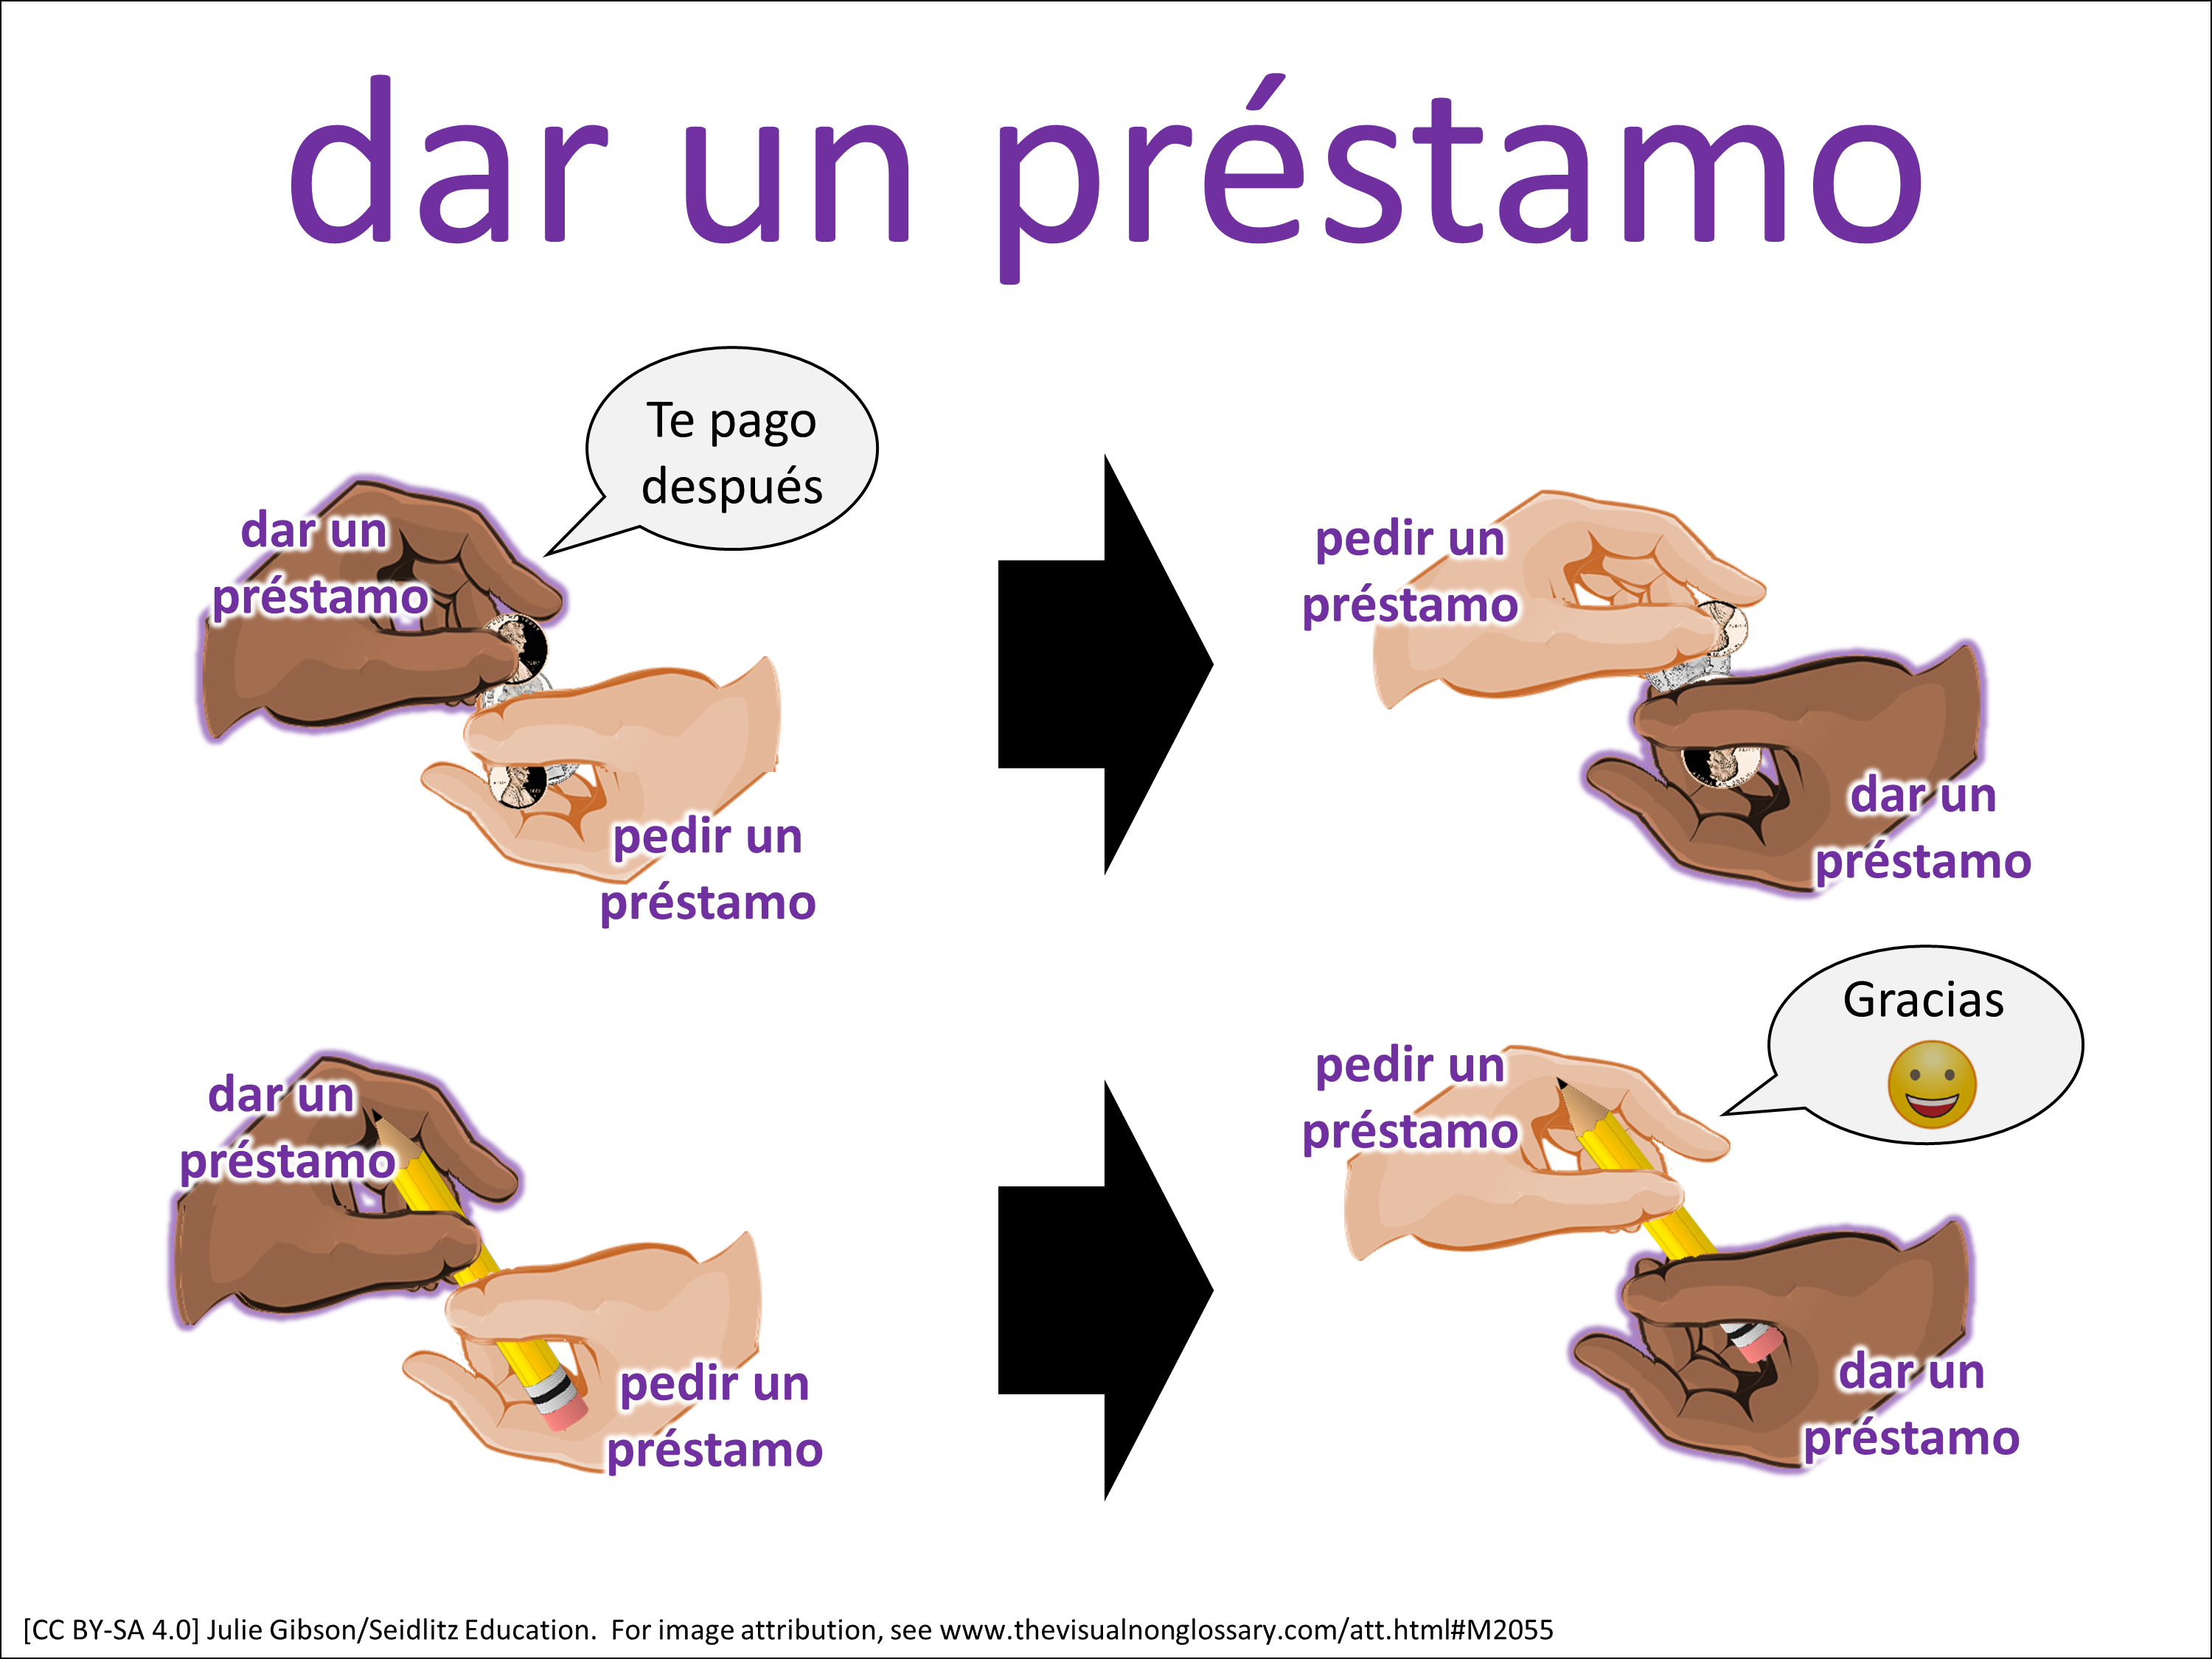 dar un préstamo
Te pago
después
dar un
préstamo
pedir un
préstamo
pedir un
préstamo
dar un
préstamo
dar un
préstamo
pedir un
préstamo
Gracias
pedir un
préstamo
dar un
préstamo
[CC BY-SA 4.0] Julie Gibson/Seidlitz Education.  For image attribution, see www.thevisualnonglossary.com/att.html#M2055